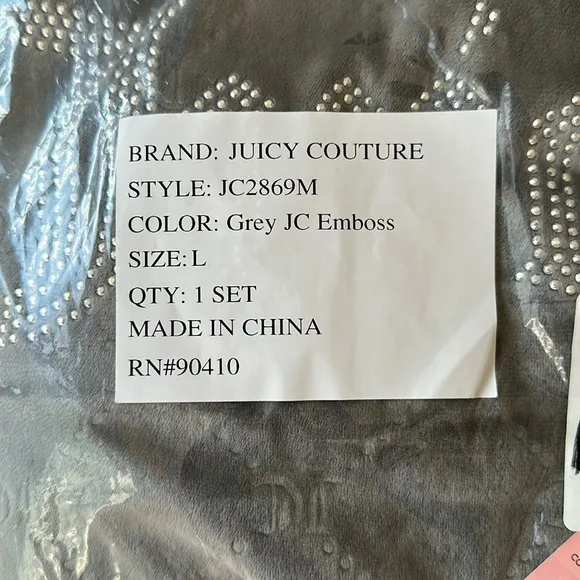 BRAND: JUICY COUTURE
STYLE: JC2869M
COLOR: Grey JC Emboss
SIZE: L
QTY: 1 SET
MADE IN CHINA
RN#90410